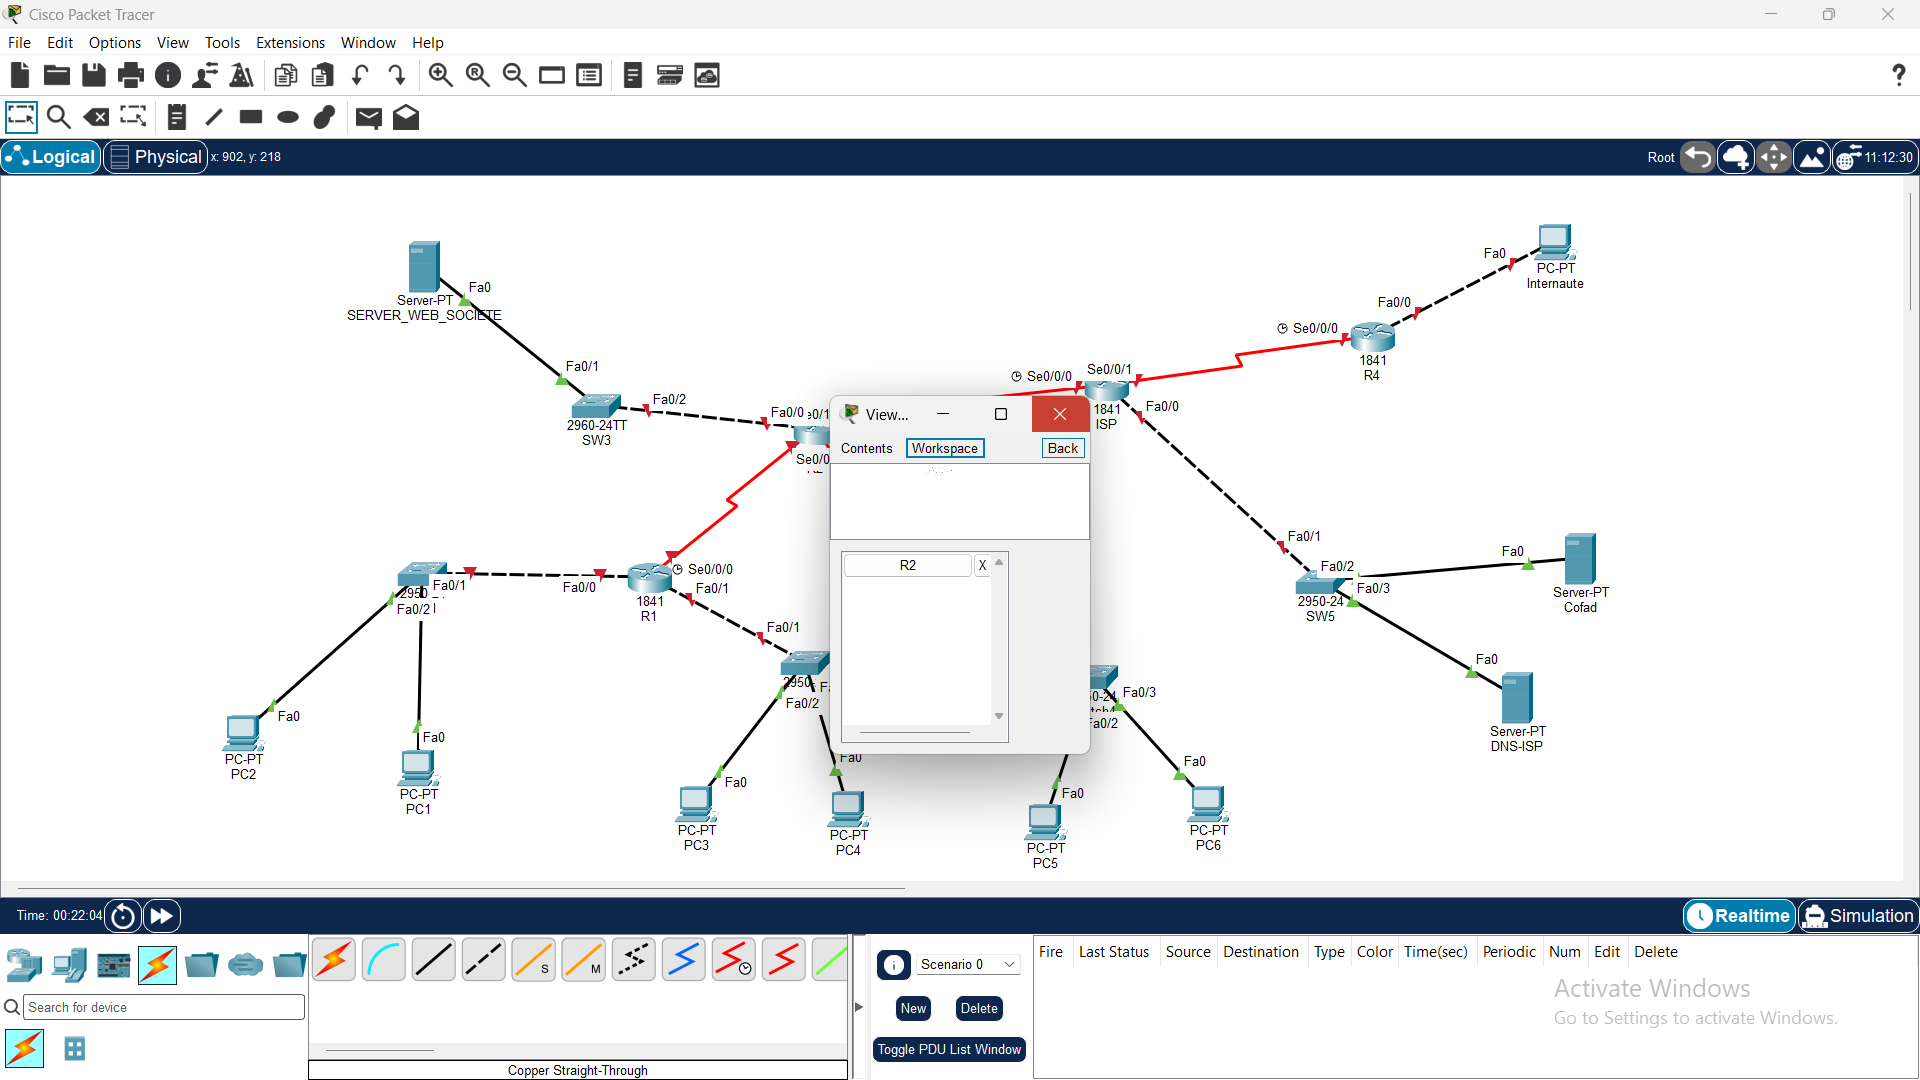 Cisco Packet Tracer
File Edit Options View Tools Extensions Window Help
Logical Physical x: 902, y: 218 Root 11:12:30
Fa0
PC-PT
Internaute
Fa0/0
Se0/0/0
1841
R4
Fa0
Server-PT
SERVER_WEB_SOCIETE
Fa0/1
Fa0/2
2960-24TT
SW3
Fa0/0
Se0/0/0
Se0/0/1
1841
ISP
Fa0/0
View...
Contents Workspace Back
R2 X
Fa0/1
Fa0/2
Fa0/3
2950-24
SW5
Fa0
Server-PT
Cofad
Fa0
Server-PT
DNS-ISP
Fa0/1
Fa0/2
Fa0/0
Se0/0/0
Fa0/1
1841
R1
Fa0/1
Fa0/2
Fa0/3
Fa0
PC-PT
PC2
Fa0
PC-PT
PC1
Fa0
PC-PT
PC3
Fa0
PC-PT
PC4
Fa0
PC-PT
PC5
Fa0
PC-PT
PC6
Time: 00:22:04 Realtime Simulation
Search for device
S M
Copper Straight-Through
Scenario 0
New Delete
Toggle PDU List Window
Fire Last Status Source Destination Type Color Time(sec) Periodic Num Edit Delete
Activate Windows
Go to Settings to activate Windows.